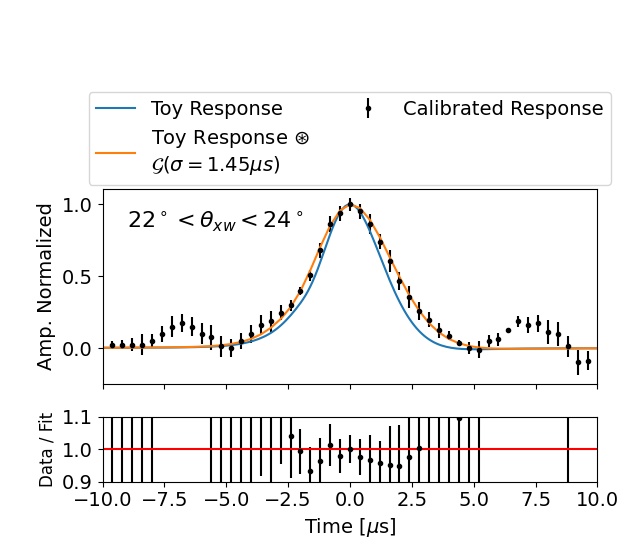 Toy Response
Toy Response ⊛
𝒢(σ = 1.45μs)
Calibrated Response
22° < θxw < 24°
Amp. Normalized
1.0
0.5
0.0
Data / Fit
1.1
1.0
0.9
−10.0 −7.5 −5.0 −2.5 0.0 2.5 5.0 7.5 10.0
Time [μs]